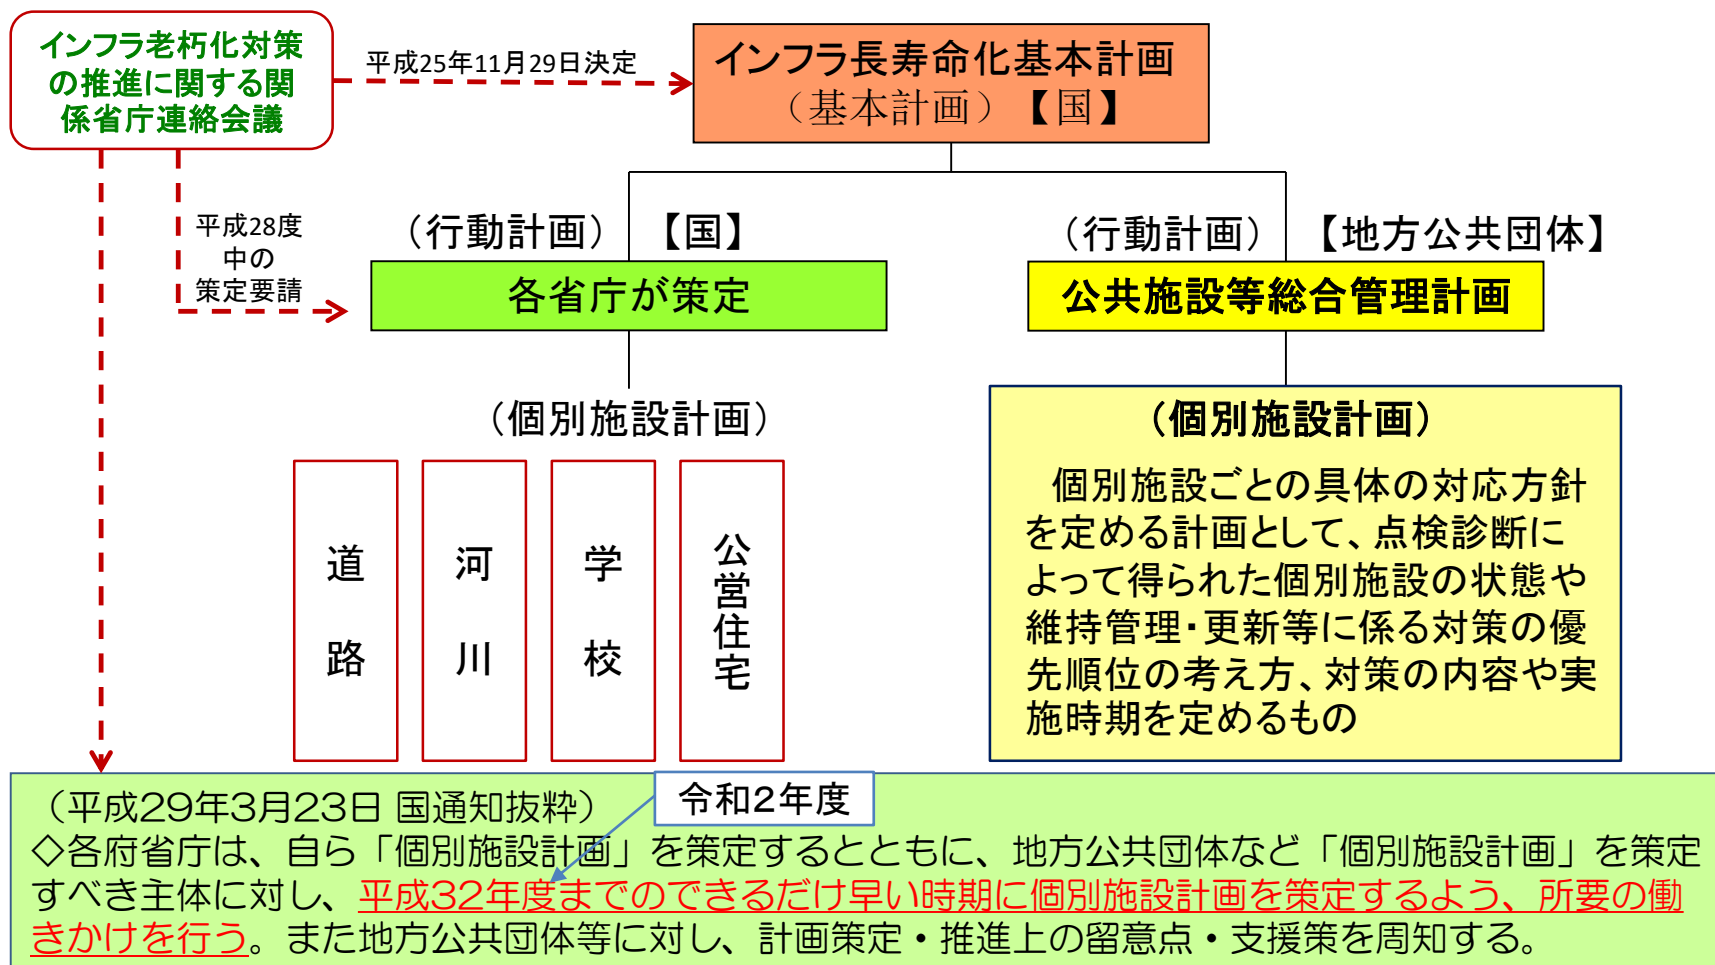 インフラ老朽化対策
の推進に関する関
係省庁連絡会議
平成25年11月29日決定
インフラ長寿命化基本計画
（基本計画）【国】
平成28度
中の
策定要請
（行動計画） 【国】
各省庁が策定
（行動計画） 【地方公共団体】
公共施設等総合管理計画
（個別施設計画）
道路
河川
学校
公営住宅
（個別施設計画）
個別施設ごとの具体の対応方針
を定める計画として、点検診断に
よって得られた個別施設の状態や
維持管理・更新等に係る対策の優
先順位の考え方、対策の内容や実
施時期を定めるもの
（平成29年3月23日 国通知抜粋）
令和2年度
◇各府省庁は、自ら「個別施設計画」を策定するとともに、地方公共団体など「個別施設計画」を策定
すべき主体に対し、平成32年度までのできるだけ早い時期に個別施設計画を策定するよう、所要の働
きかけを行う。また地方公共団体等に対し、計画策定・推進上の留意点・支援策を周知する。